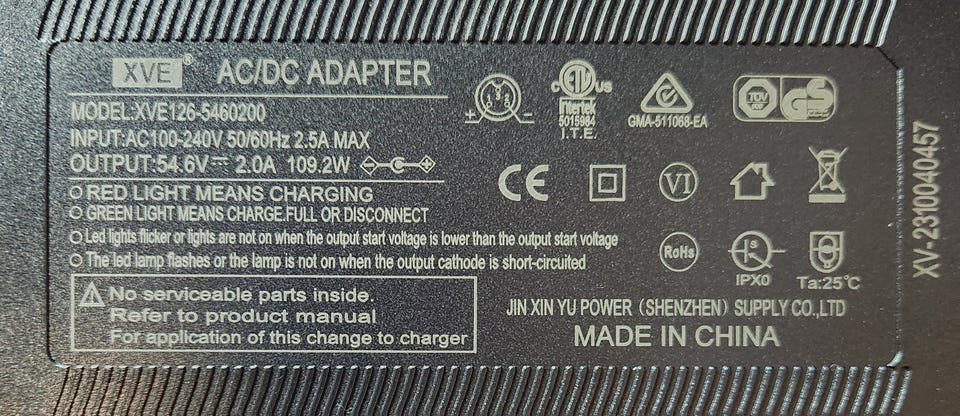 XVE® AC/DC ADAPTER
MODEL:XVE126-5460200
INPUT:AC100-240V 50/60Hz 2.5A MAX
OUTPUT:54.6V⎓ 2.0A 109.2W
RED LIGHT MEANS CHARGING
GREEN LIGHT MEANS CHARGE.FULL OR DISCONNECT
Led lights flicker or lights are not on when the output start voltage is lower than the output start voltage
The led lamp flashes or the lamp is not on when the output cathode is short-circuited
No serviceable parts inside.
Refer to product manual
For application of this change to charger
c ETL US
Intertek
5015984
I.T.E.
GMA-511068-EA
TÜV
GS
CE
VI
RoHS
IPX0
Ta:25℃
JIN XIN YU POWER (SHENZHEN) SUPPLY CO.,LTD
MADE IN CHINA
XV-2310040457